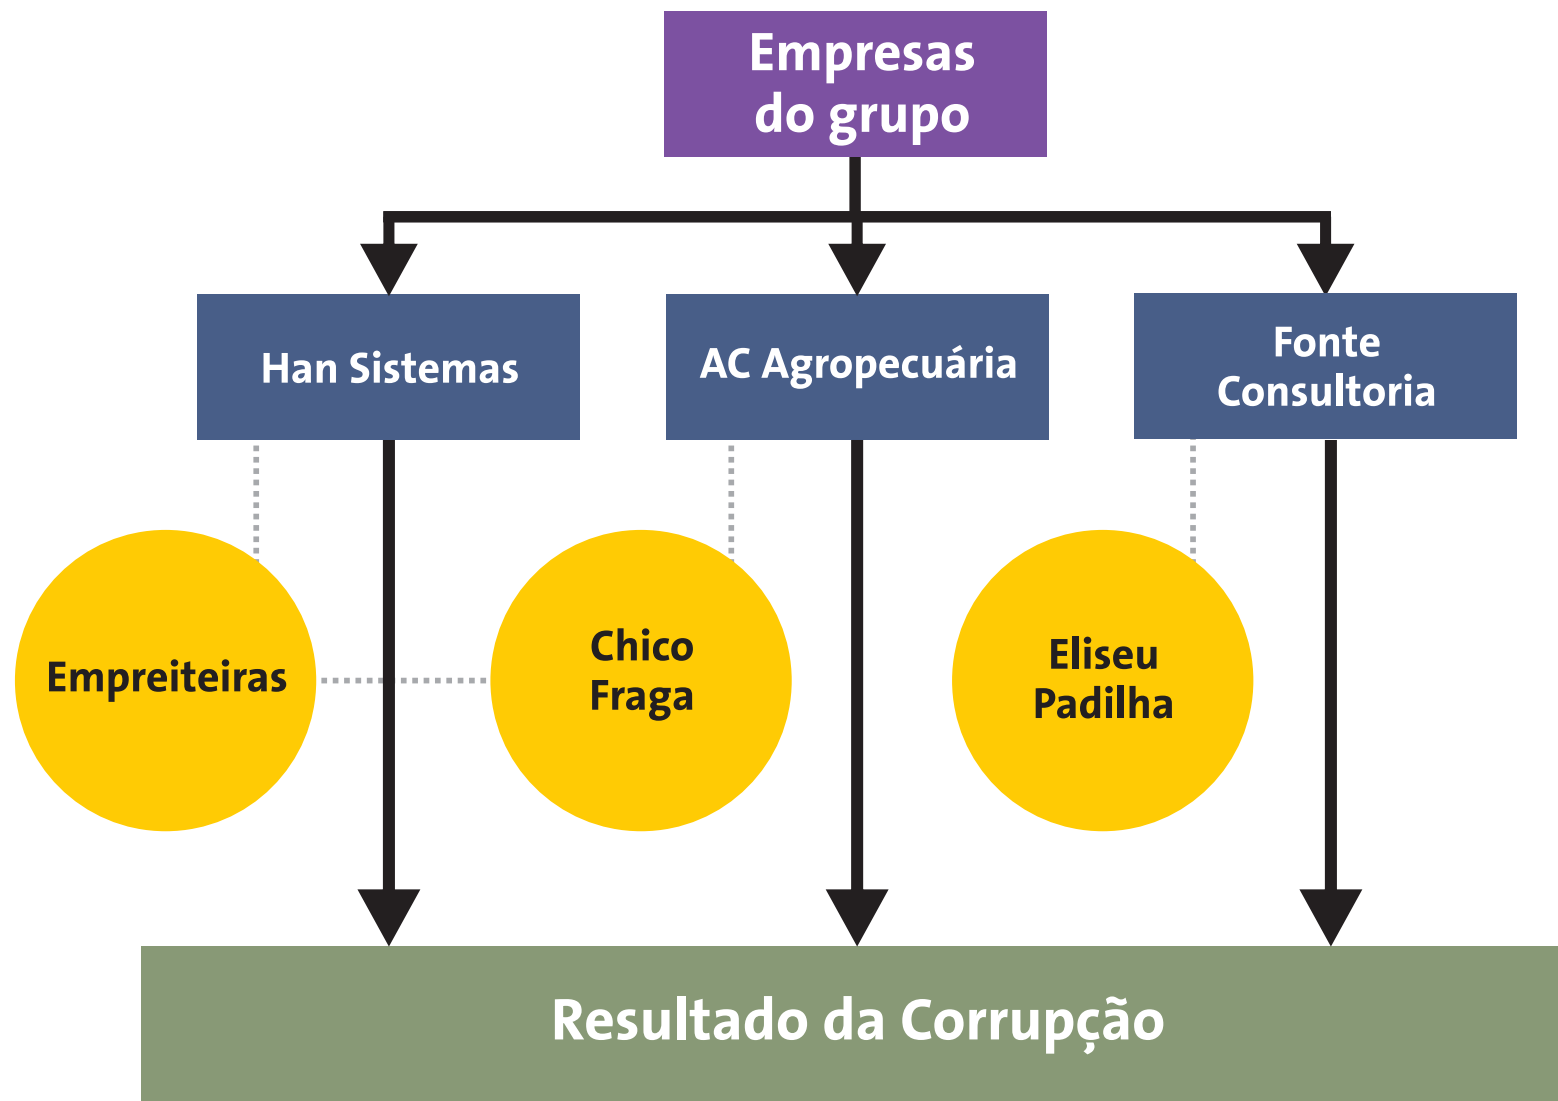 Empresas
do grupo
Han Sistemas
AC Agropecuária
Fonte
Consultoria
Empreiteiras
Chico
Fraga
Eliseu
Padilha
Resultado da Corrupção